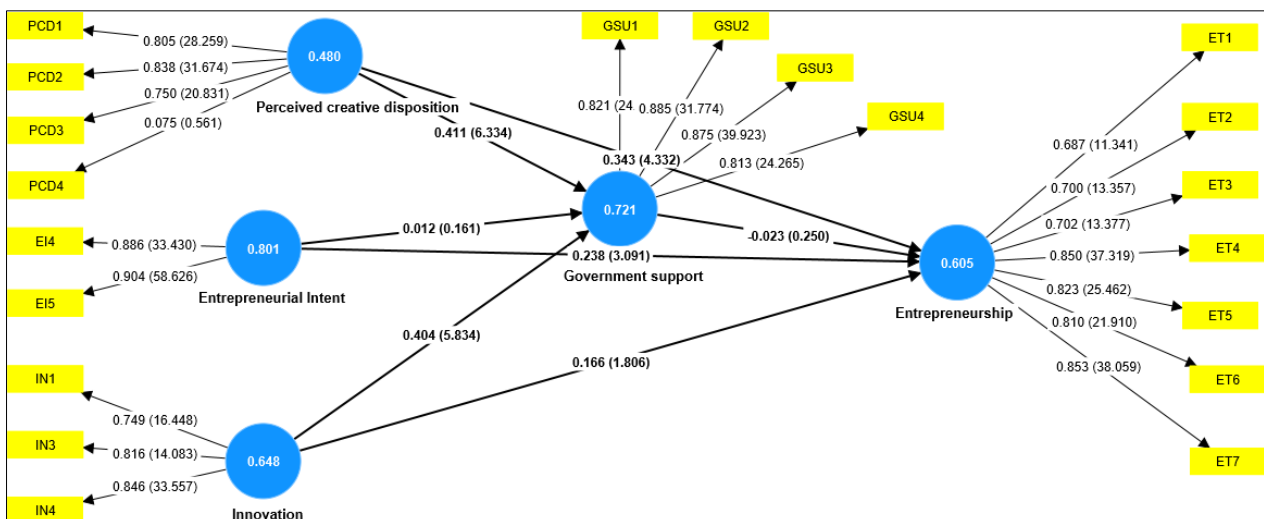 PCD1
PCD2
PCD3
PCD4
0.805 (28.259)
0.838 (31.674)
0.750 (20.831)
0.075 (0.561)
0.480
Perceived creative disposition
GSU1
GSU2
GSU3
GSU4
0.821 (24
0.885 (31.774)
0.875 (39.923)
0.813 (24.265)
0.411 (6.334)
0.343 (4.332)
0.721
Government support
EI4
EI5
0.886 (33.430)
0.904 (58.626)
0.801
Entrepreneurial Intent
0.012 (0.161)
0.238 (3.091)
-0.023 (0.250)
0.404 (5.834)
0.166 (1.806)
IN1
IN3
IN4
0.749 (16.448)
0.816 (14.083)
0.846 (33.557)
0.648
Innovation
0.605
Entrepreneurship
ET1
ET2
ET3
ET4
ET5
ET6
ET7
0.687 (11.341)
0.700 (13.357)
0.702 (13.377)
0.850 (37.319)
0.823 (25.462)
0.810 (21.910)
0.853 (38.059)